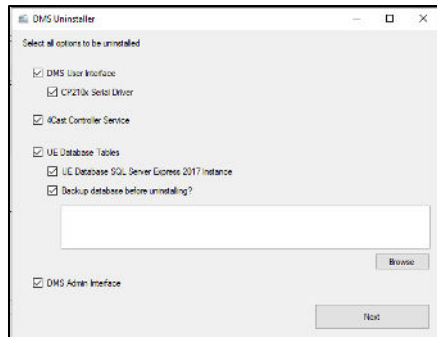 DMS Uninstaller
Select all options to be uninstalled
DMS User Interface
CP210x Serial Driver
4Cast Controller Service
UE Database Tables
UE Database SQL Server Express 2017 Instance
Backup database before uninstalling?
Browse
DMS Admin Interface
Next